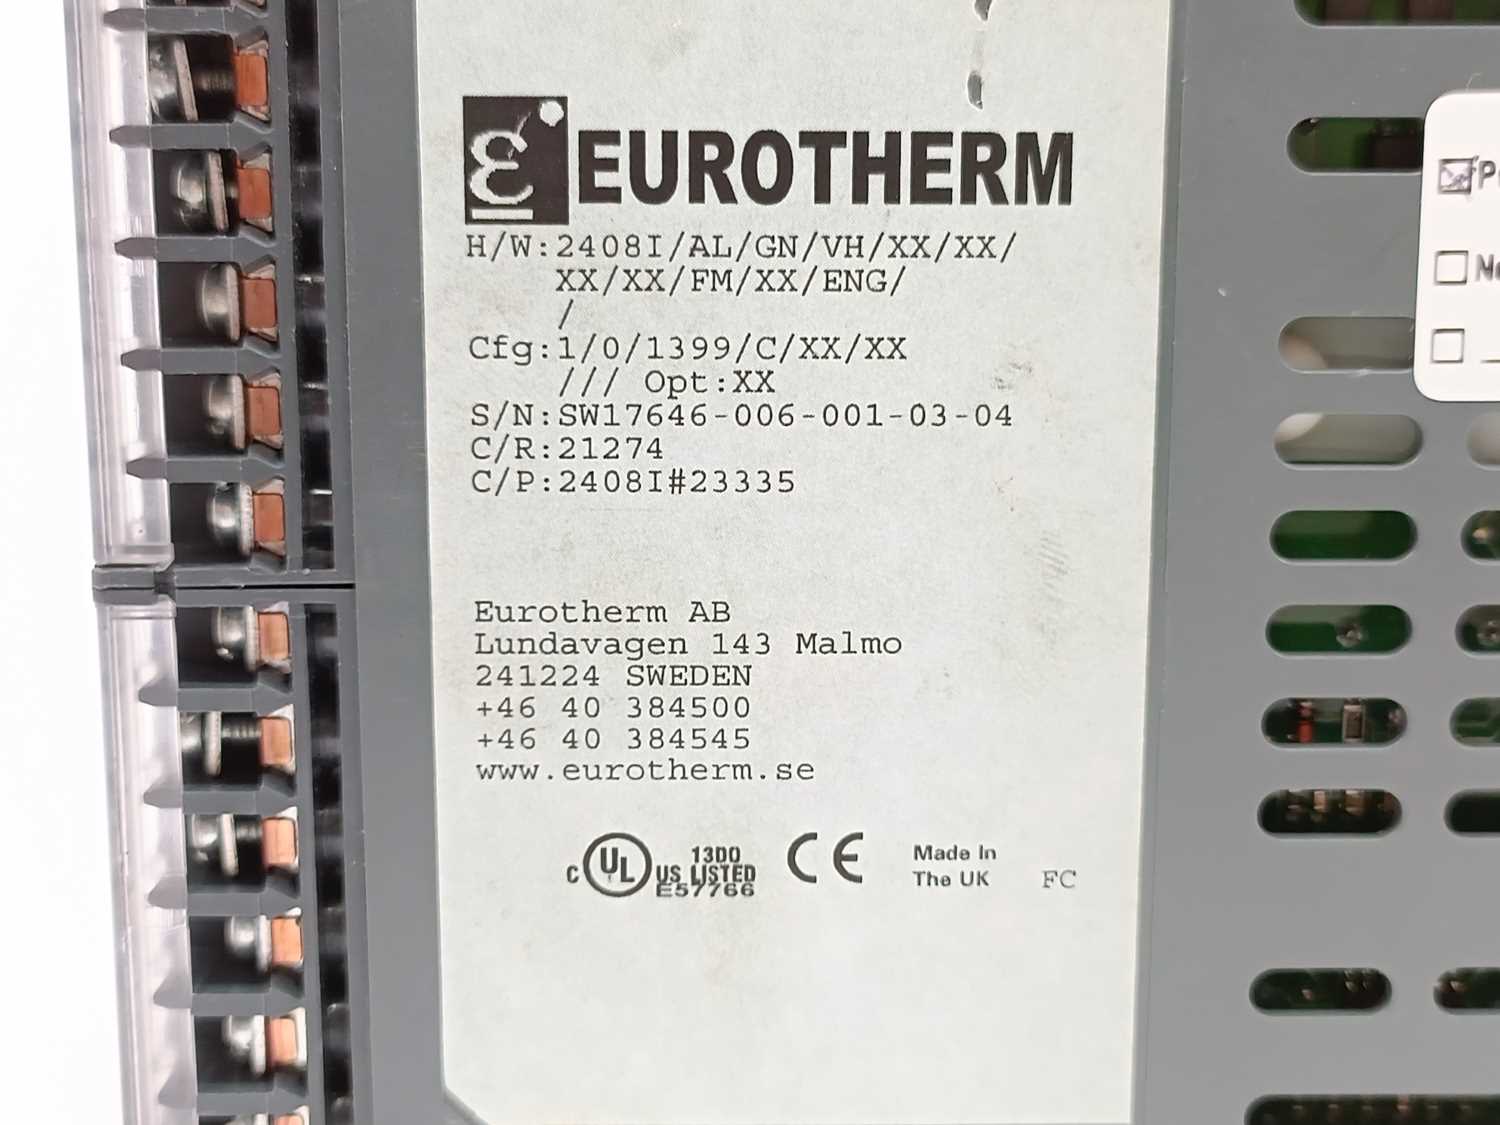 EUROTHERM
H/W:2408I/AL/GN/VH/XX/XX/
XX/XX/FM/XX/ENG/
/
Cfg:1/0/1399/C/XX/XX
/// Opt:XX
S/N:SW17646-006-001-03-04
C/R:21274
C/P:2408I#23335
Eurotherm AB
Lundavagen 143 Malmo
241224 SWEDEN
+46 40 384500
+46 40 384545
www.eurotherm.se
C UL US 13D0
LISTED
E57766
CE
Made In
The UK
FC